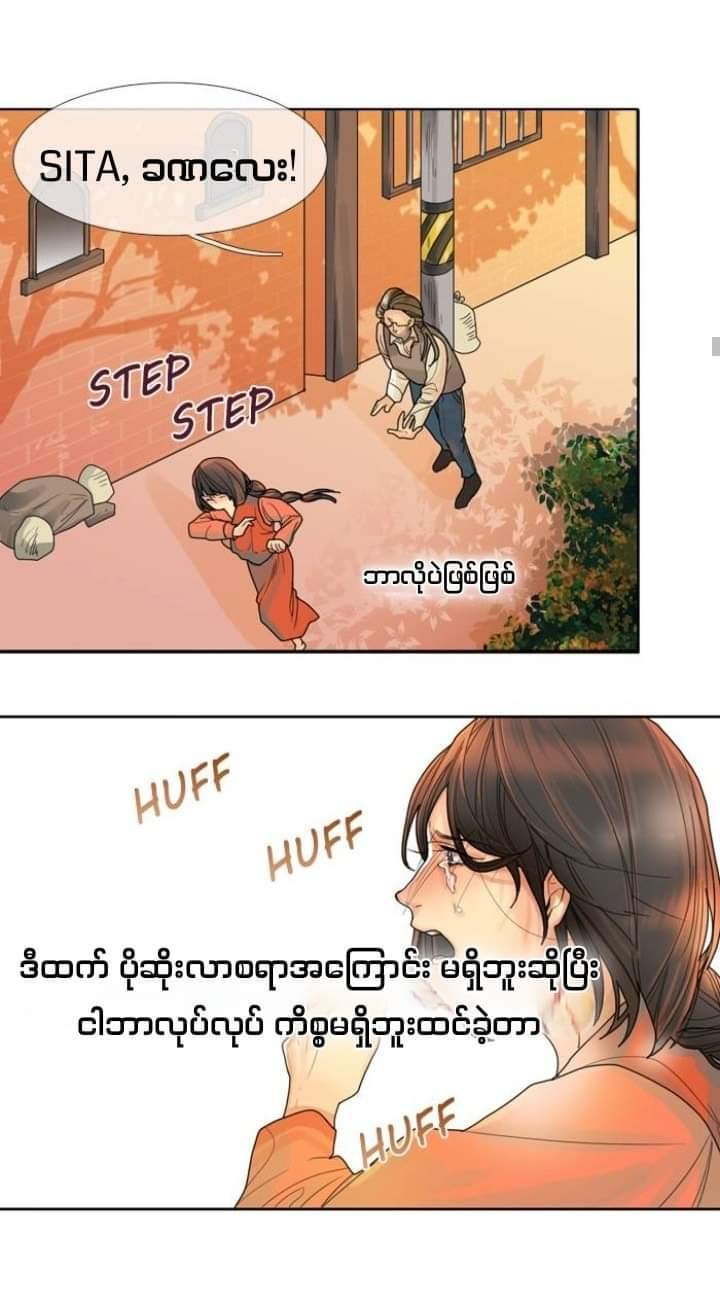 SITA, ခဏလေး!
STEP
STEP
ဘာလိုပဲဖြစ်ဖြစ်
HUFF
HUFF
ဒီထက် ပိုဆိုးလာစရာအကြောင်း မရှိဘူးဆိုပြီး
ငါဘာလုပ်လုပ် ကိစ္စမရှိဘူးထင်ခဲ့တာ
HUFF